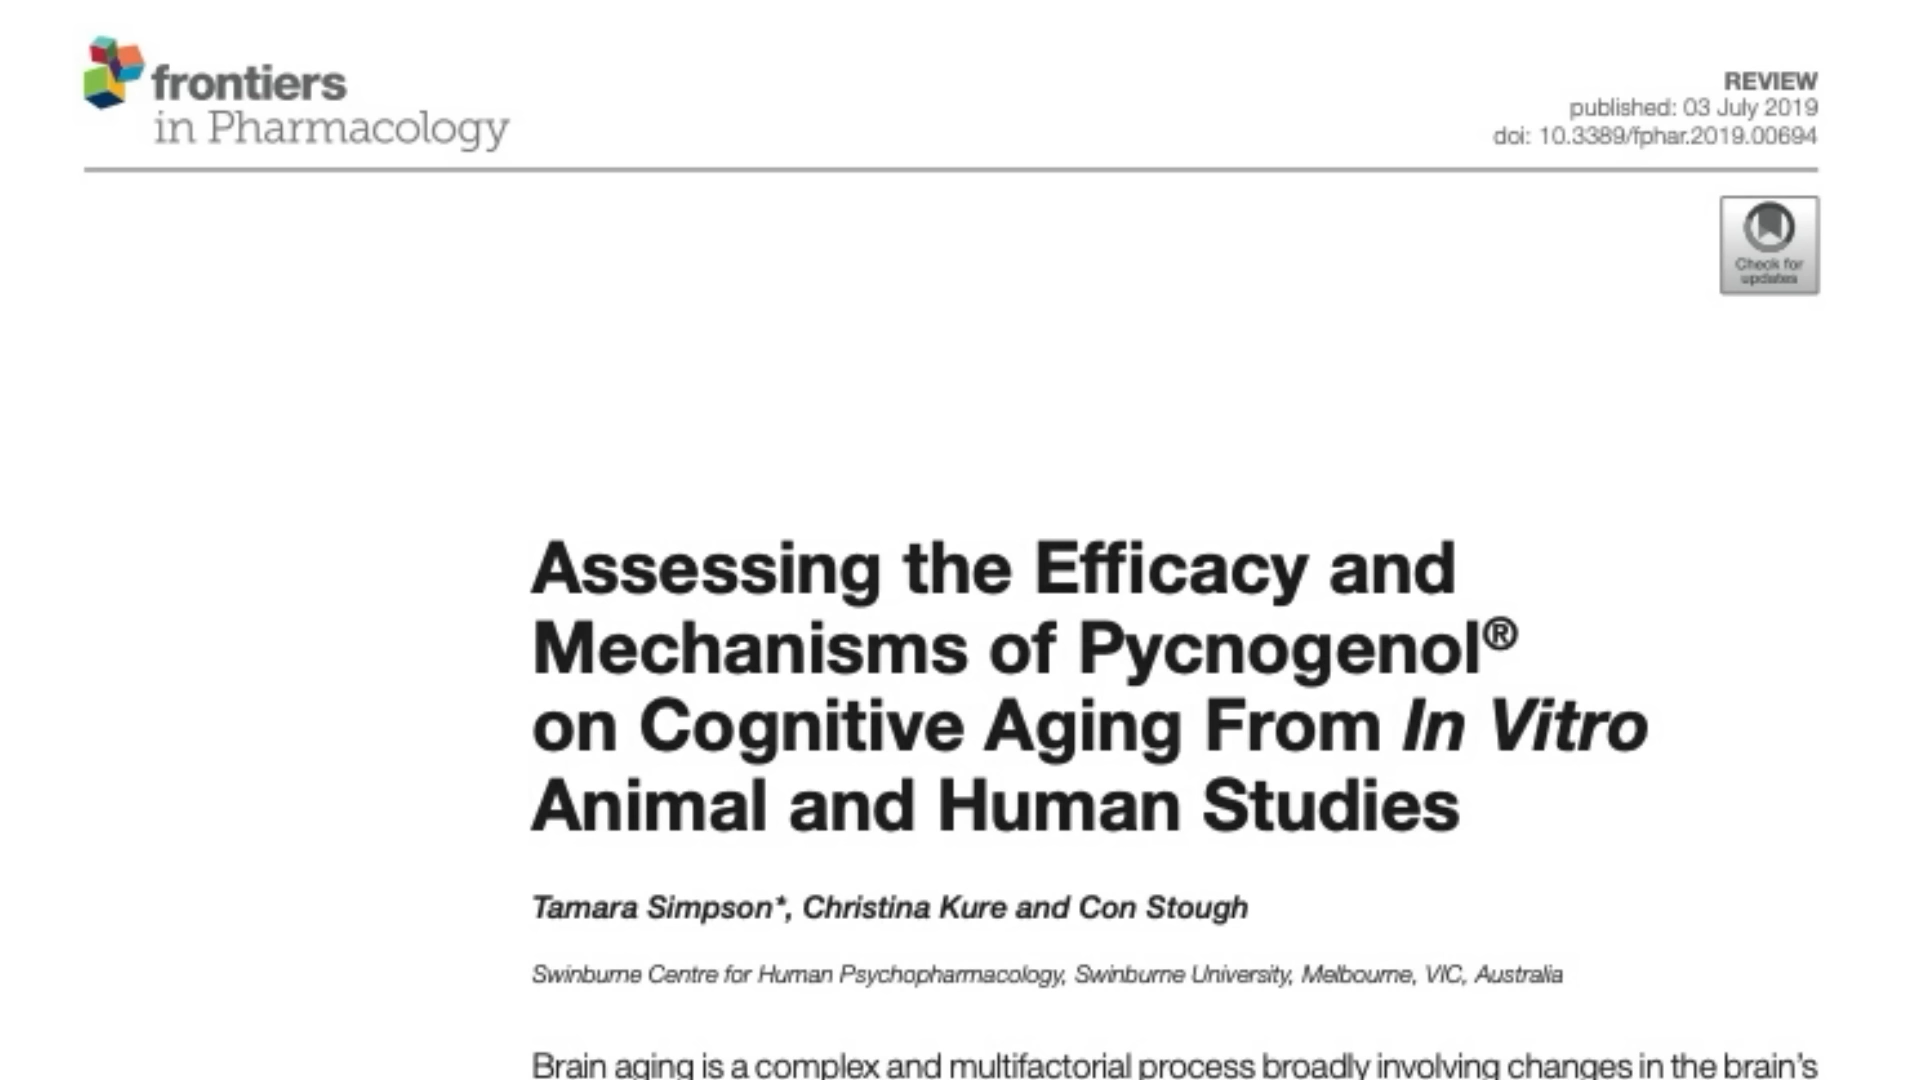 frontiers
in Pharmacology
REVIEW
published: 03 July 2019
doi: 10.3389/fphar.2019.00694
Check for
updates
Assessing the Efficacy and
Mechanisms of Pycnogenol®
on Cognitive Aging From In Vitro
Animal and Human Studies
Tamara Simpson*, Christina Kure and Con Stough
Swinburne Centre for Human Psychopharmacology, Swinburne University, Melbourne, VIC, Australia
Brain aging is a complex and multifactorial process broadly involving changes in the brain's